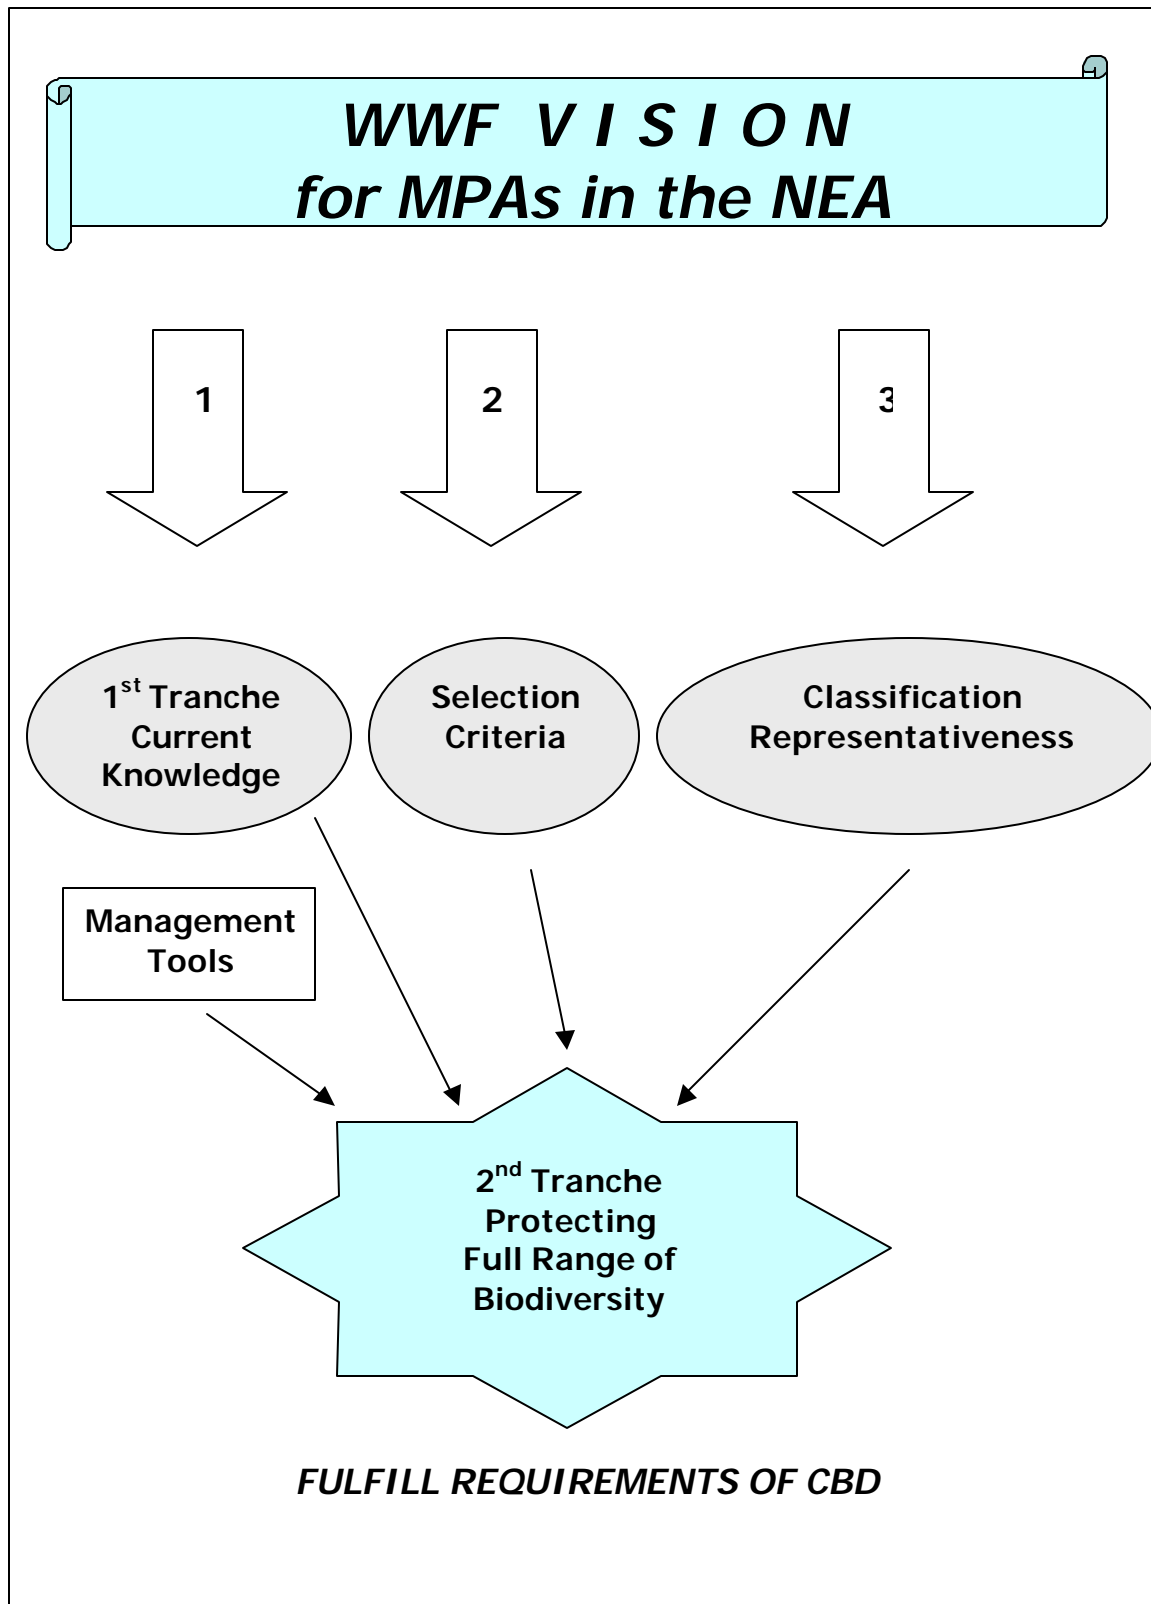 WWF V I S I O N
for MPAs in the NEA
1
2
3
1st Tranche
Current
Knowledge
Selection
Criteria
Classification
Representativeness
Management
Tools
2nd Tranche
Protecting
Full Range of
Biodiversity
FULFILL REQUIREMENTS OF CBD